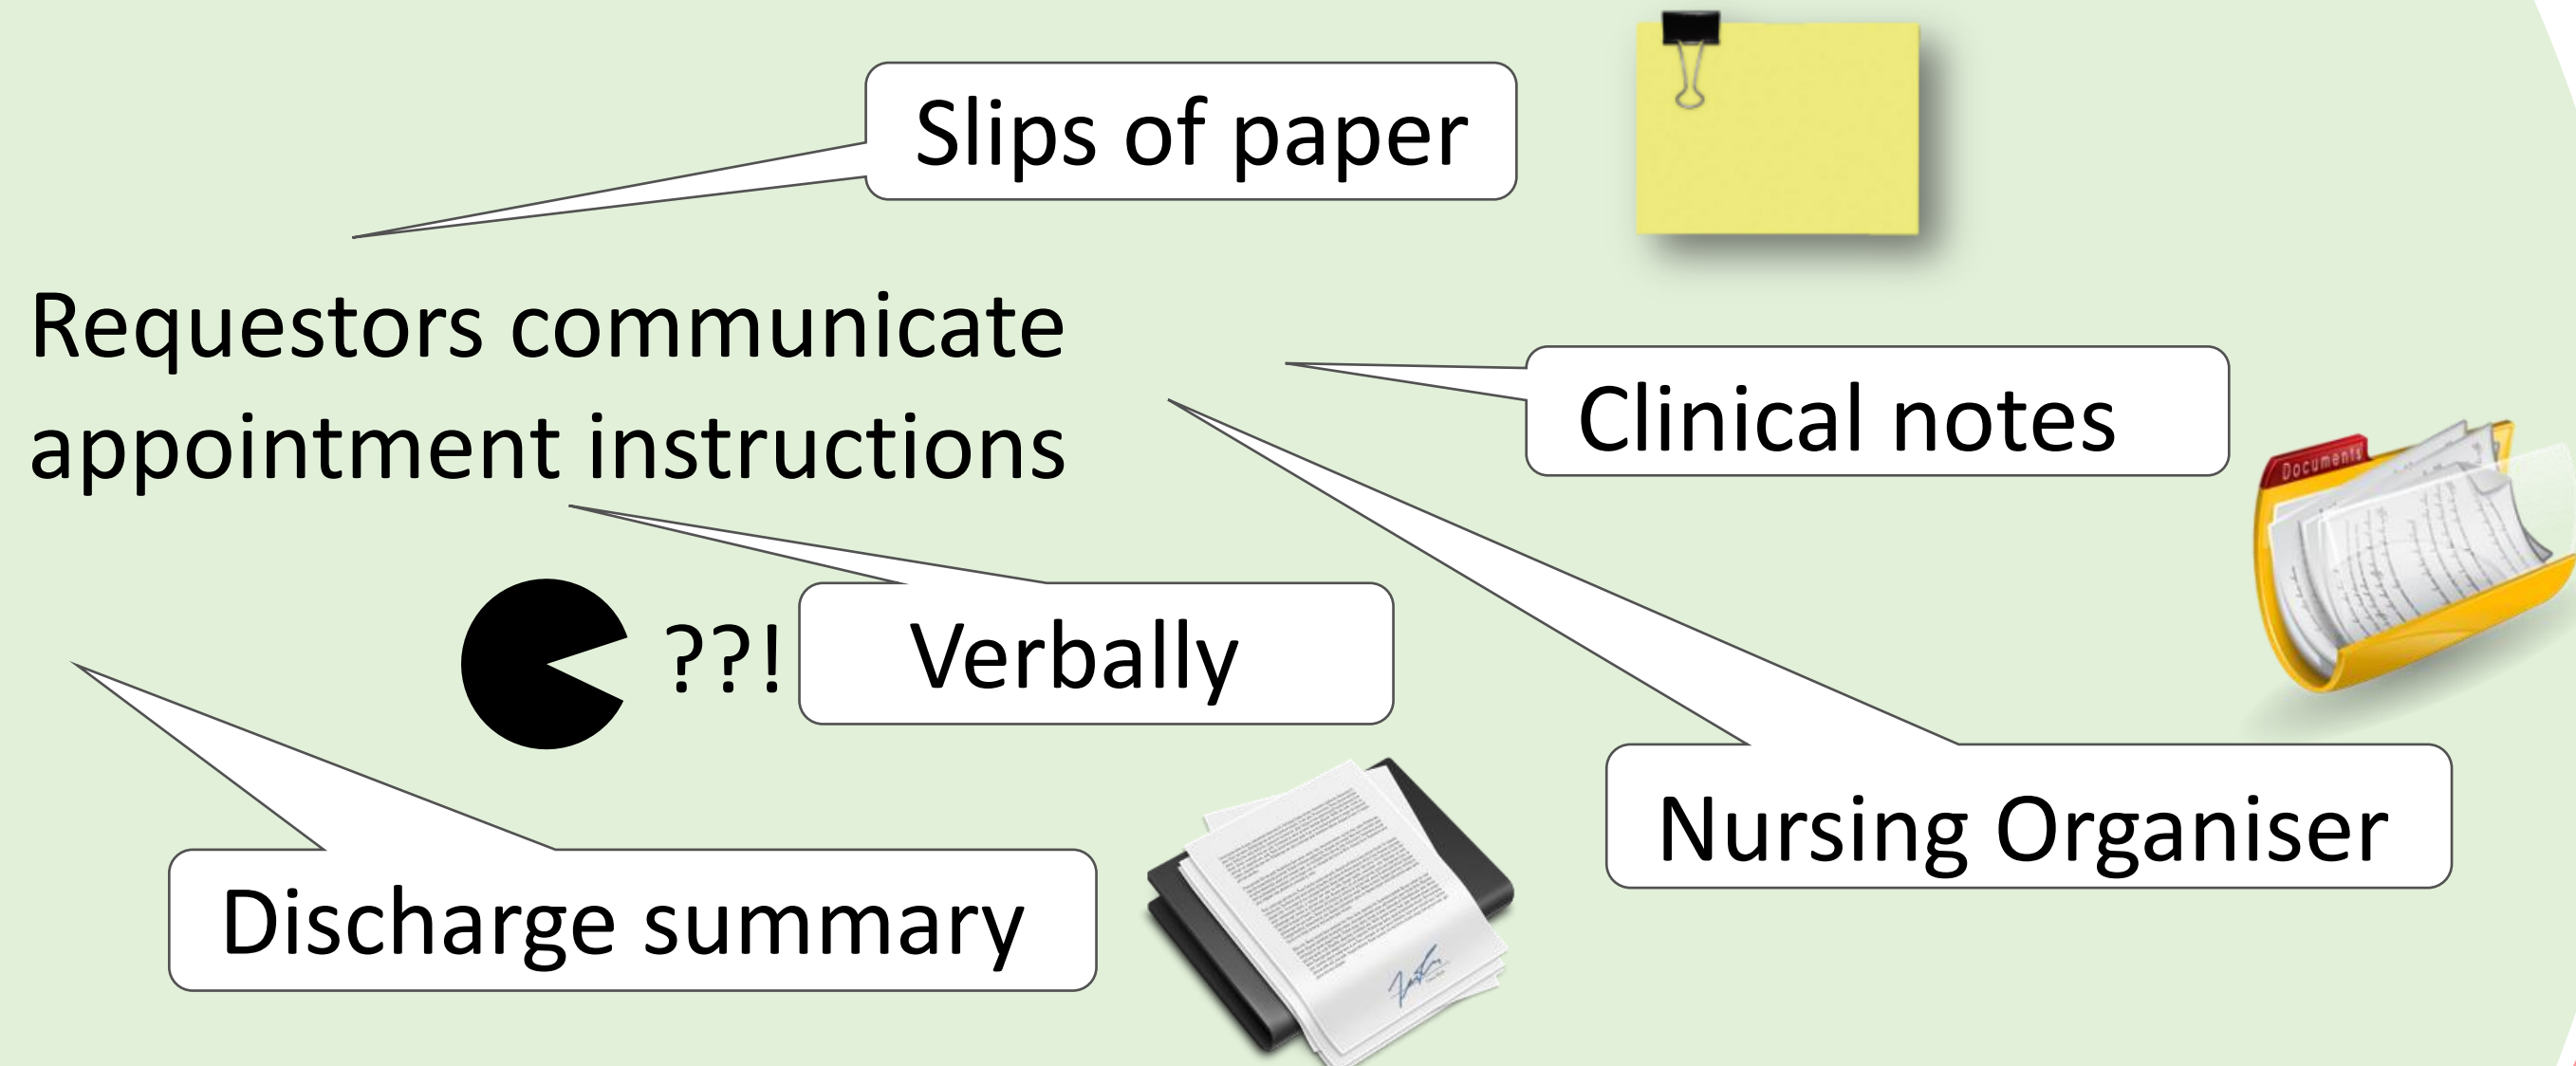 Slips of paper
Requestors communicate
appointment instructions
Clinical notes
Documents
??!
Verbally
Nursing Organiser
Discharge summary